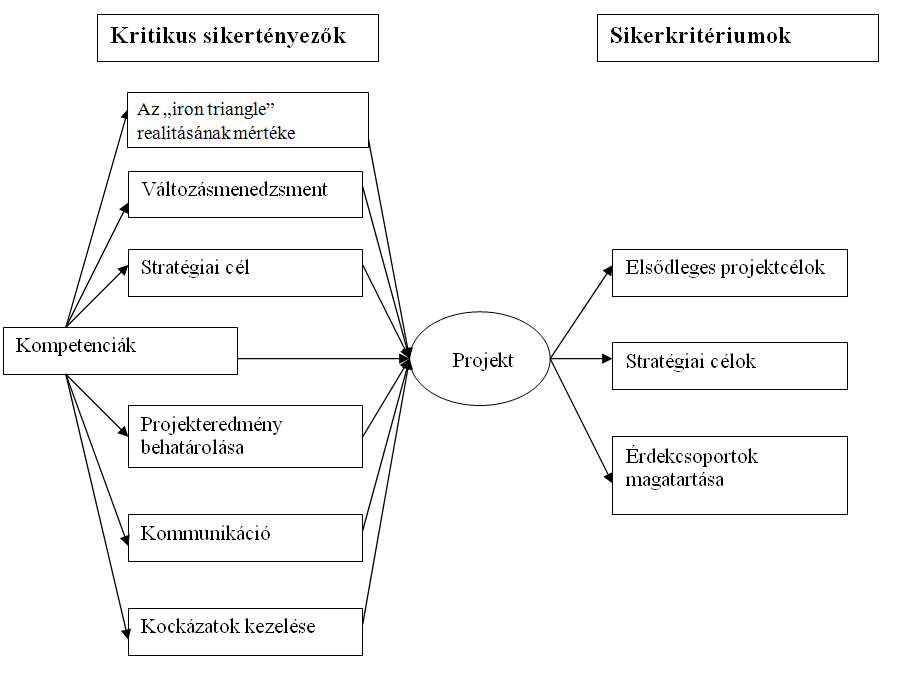 Kritikus sikertényezők
Sikerkritériumok
Az „iron triangle”
realitásának mértéke
Változásmenedzsment
Stratégiai cél
Kompetenciák
Projekteredmény
behatárolása
Kommunikáció
Kockázatok kezelése
Projekt
Elsődleges projektcélok
Stratégiai célok
Érdekcsoportok
magatartása